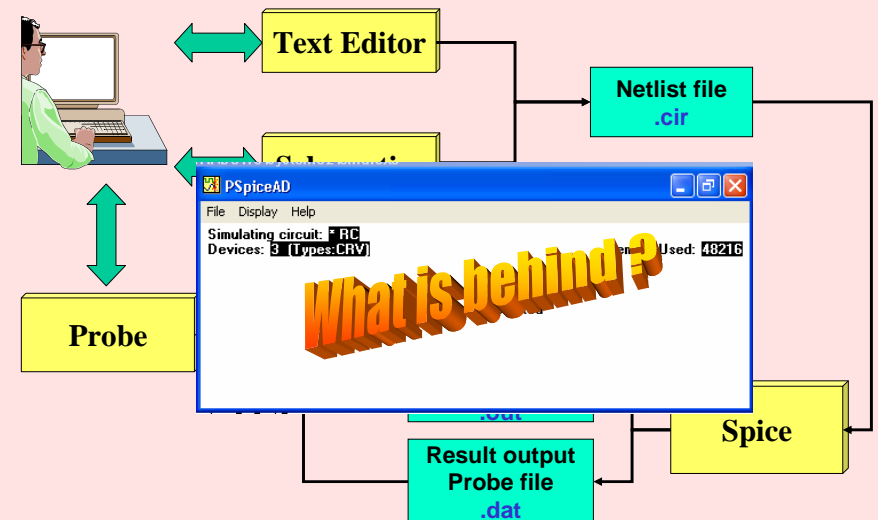 Text Editor
Netlist file
.cir
PSpiceAD
File Display Help
Simulating circuit: * RC
Devices: 3 (Types:CRV)
Used: 48216
What is behind ?
Probe
.out
Spice
Result output
Probe file
.dat